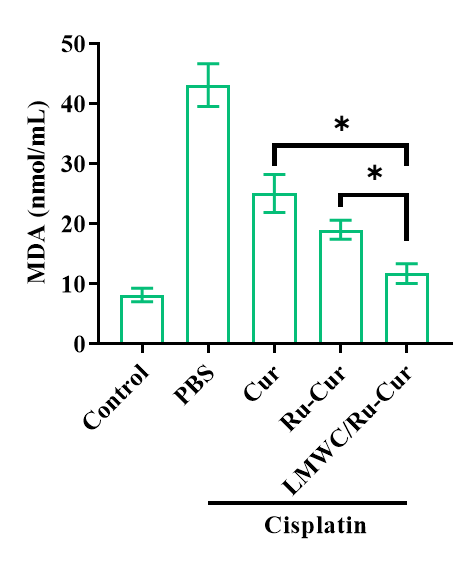 MDA (nmol/mL)
50
40
30
20
10
0
*
*
Control
PBS
Cur
Ru-Cur
LMWC/Ru-Cur
Cisplatin